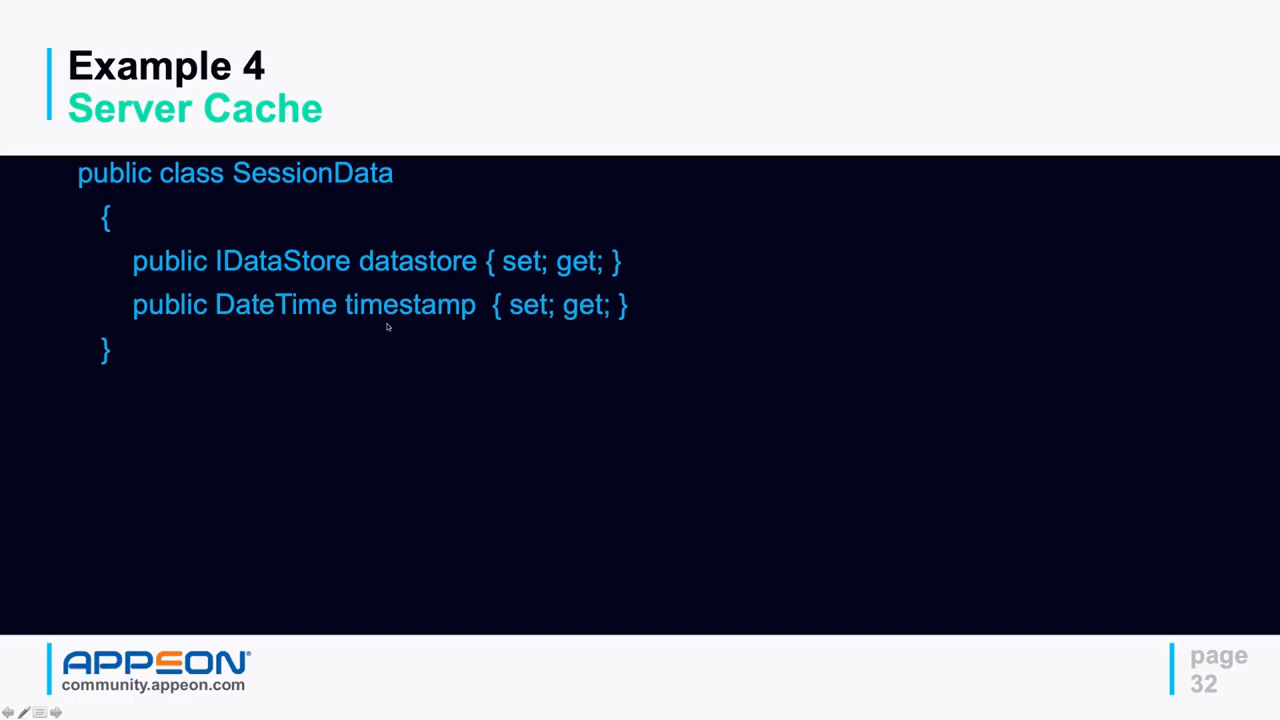 Example 4
Server Cache
public class SessionData
{
public IDataStore datastore { set; get; }
public DateTime timestamp  { set; get; }
}
APPEON®
community.appeon.com
page
32